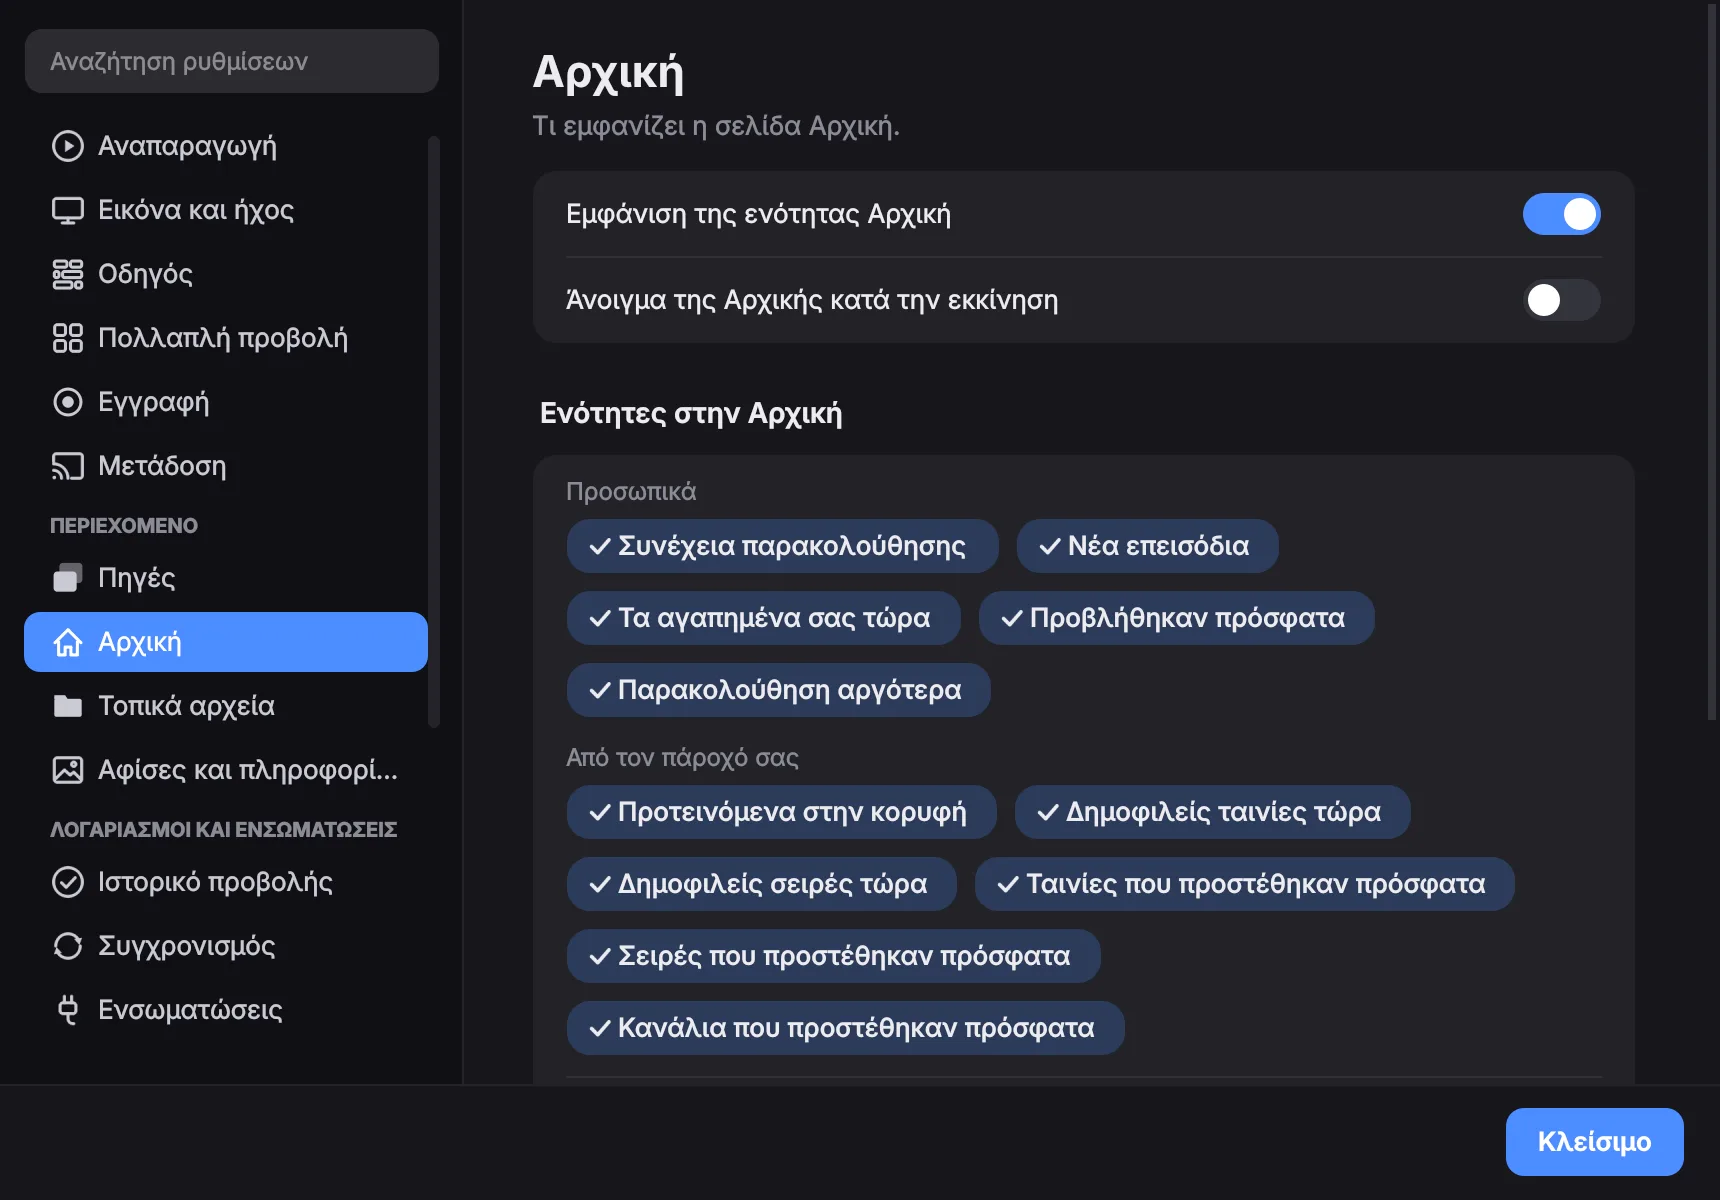 Αναζήτηση ρυθμίσεων
Αναπαραγωγή
Εικόνα και ήχος
Οδηγός
Πολλαπλή προβολή
Εγγραφή
Μετάδοση
ΠΕΡΙΕΧΟΜΕΝΟ
Πηγές
Αρχική
Τοπικά αρχεία
Αφίσες και πληροφορί...
ΛΟΓΑΡΙΑΣΜΟΙ ΚΑΙ ΕΝΣΩΜΑΤΩΣΕΙΣ
Ιστορικό προβολής
Συγχρονισμός
Ενσωματώσεις
Αρχική
Τι εμφανίζει η σελίδα Αρχική.
Εμφάνιση της ενότητας Αρχική
Άνοιγμα της Αρχικής κατά την εκκίνηση
Ενότητες στην Αρχική
Προσωπικά
Συνέχεια παρακολούθησης
Νέα επεισόδια
Τα αγαπημένα σας τώρα
Προβλήθηκαν πρόσφατα
Παρακολούθηση αργότερα
Από τον πάροχό σας
Προτεινόμενα στην κορυφή
Δημοφιλείς ταινίες τώρα
Δημοφιλείς σειρές τώρα
Ταινίες που προστέθηκαν πρόσφατα
Σειρές που προστέθηκαν πρόσφατα
Κανάλια που προστέθηκαν πρόσφατα
Κλείσιμο